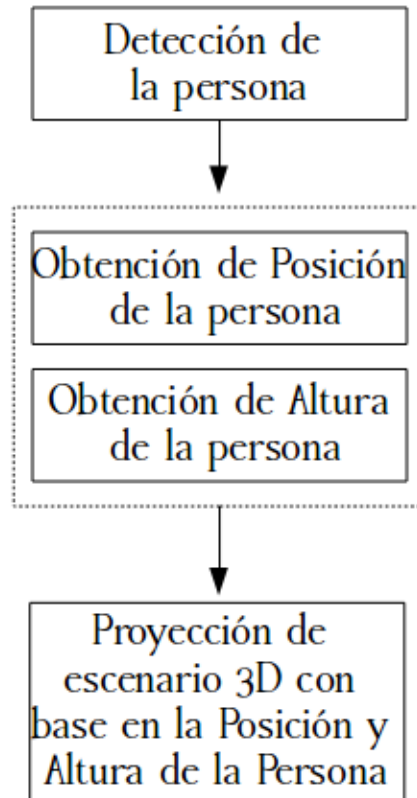 Detección de
la persona
Obtención de Posición
de la persona
Obtención de Altura
de la persona
Proyección de
escenario 3D con
base en la Posición y
Altura de la Persona